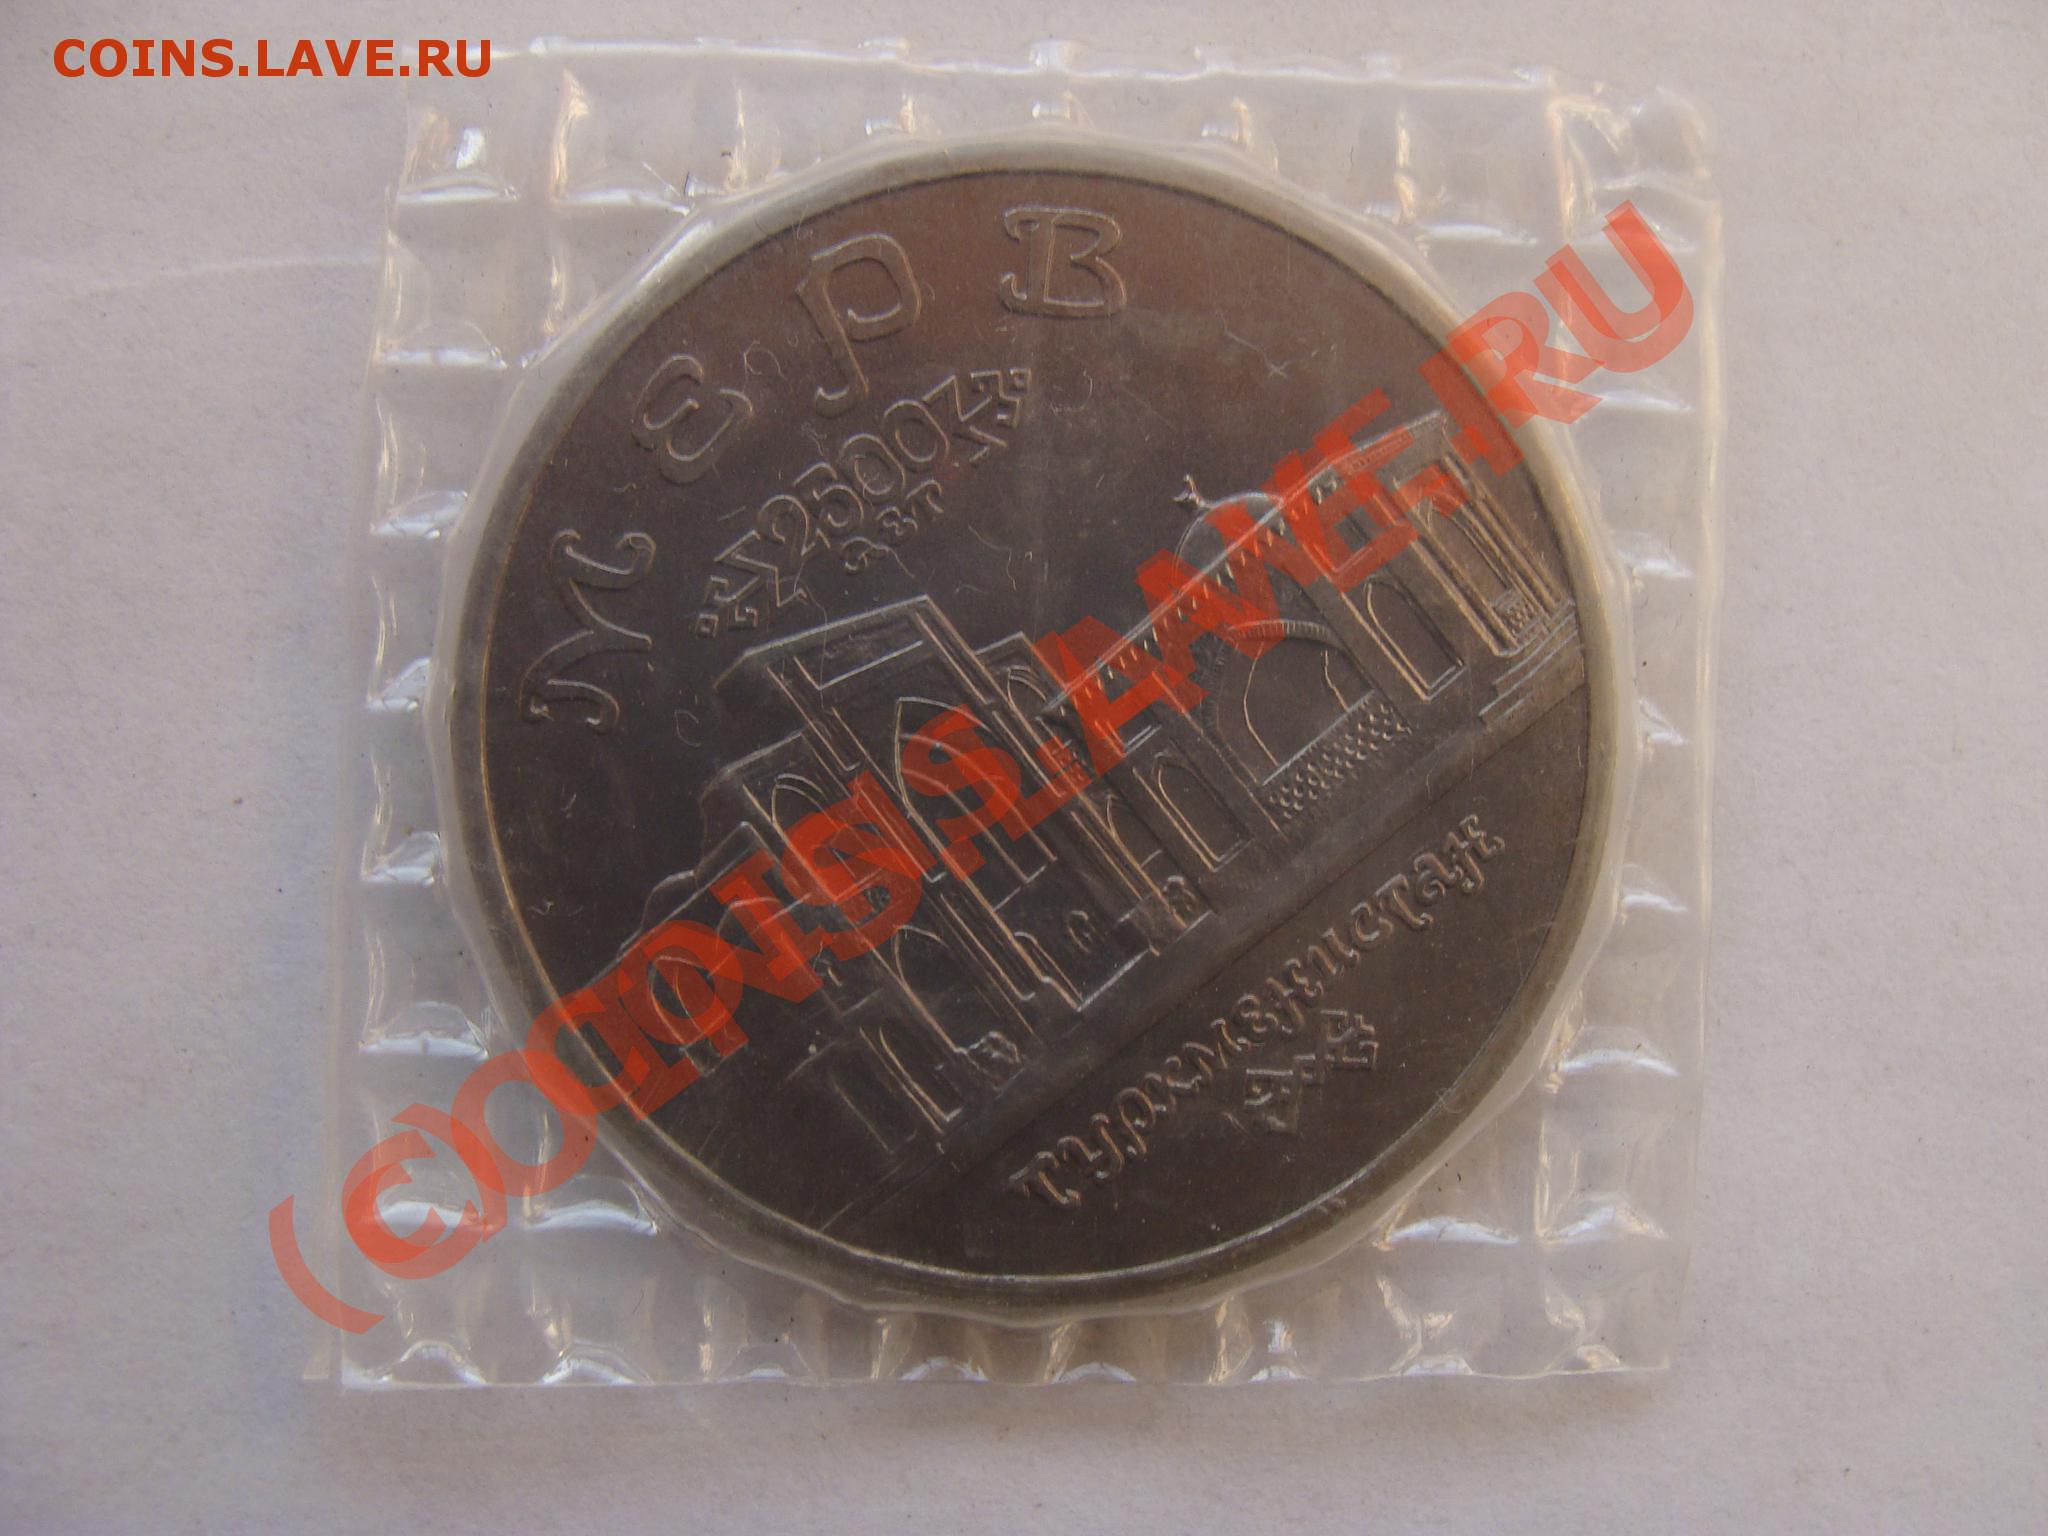 COINS.LAVE.RU
МЕРВ
2500
ЛЕТ
ТУРКМЕНИСТАН
(c)COINS.LAVE.RU